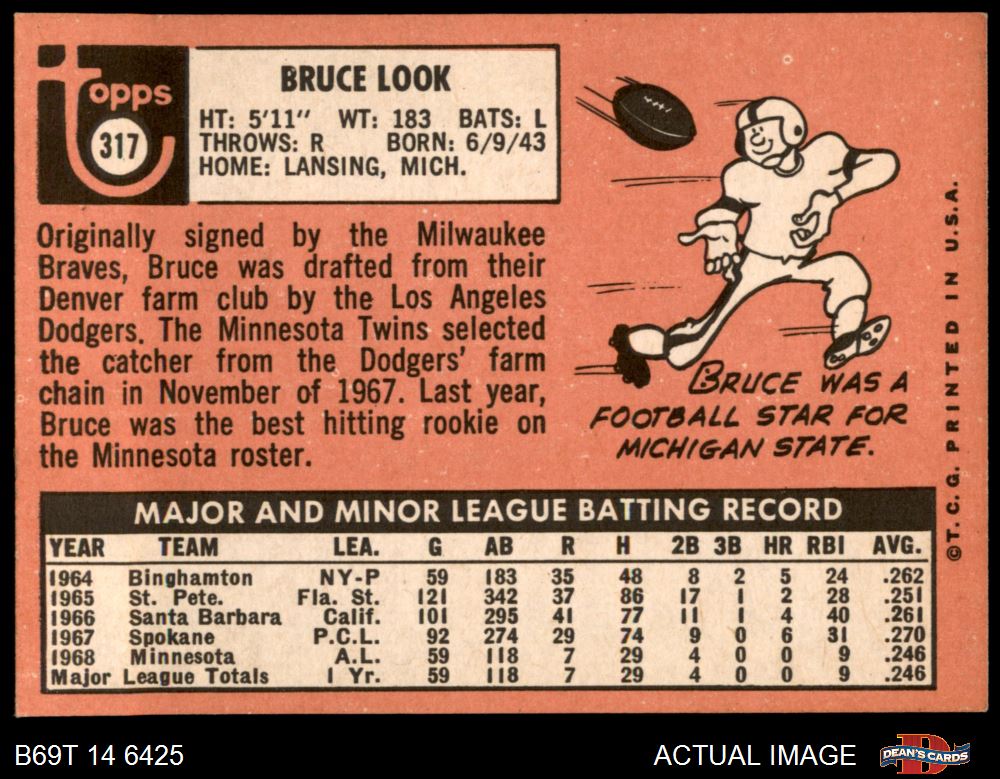 topps
317
BRUCE LOOK
HT: 5'11" WT: 183 BATS: L
THROWS: R BORN: 6/9/43
HOME: LANSING, MICH.
Originally signed by the Milwaukee
Braves, Bruce was drafted from their
Denver farm club by the Los Angeles
Dodgers. The Minnesota Twins selected
the catcher from the Dodgers' farm
chain in November of 1967. Last year,
Bruce was the best hitting rookie on
the Minnesota roster.
BRUCE WAS A
FOOTBALL STAR FOR
MICHIGAN STATE.
©T. C. G. PRINTED IN U.S.A.
MAJOR AND MINOR LEAGUE BATTING RECORD
YEAR TEAM LEA. G AB R H 2B 3B HR RBI AVG.
1964 Binghamton NY-P 59 183 35 48 8 2 5 24 .262
1965 St. Pete. Fla. St. 121 342 37 86 17 1 2 28 .251
1966 Santa Barbara Calif. 101 295 41 77 11 1 4 40 .261
1967 Spokane P.C.L. 92 274 29 74 9 0 6 31 .270
1968 Minnesota A.L. 59 118 7 29 4 0 0 9 .246
Major League Totals 1 Yr. 59 118 7 29 4 0 0 9 .246
B69T 14 6425
ACTUAL IMAGE
DEAN'S CARDS